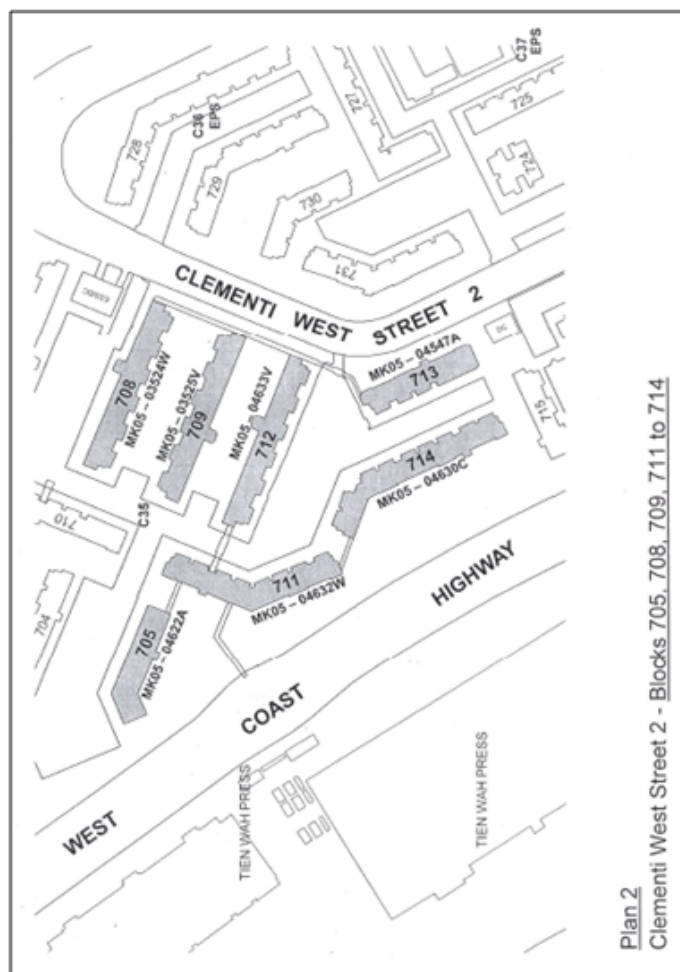 C37
EPS
C36
EPS
728
729
727
725
724
730
731
CLEMENTI WEST STREET 2
708
MK05 – 03524W
709
MK05 – 03525V
MK05 – 04633V
712
MK05 – 04547A
713
715
714
MK05 – 04630C
C35
710
704
711
MK05 – 04632W
705
MK05 – 04622A
WEST COAST HIGHWAY
TIEN WAH PRESS
TIEN WAH PRESS
Plan 2
Clementi West Street 2 - Blocks 705, 708, 709, 711 to 714